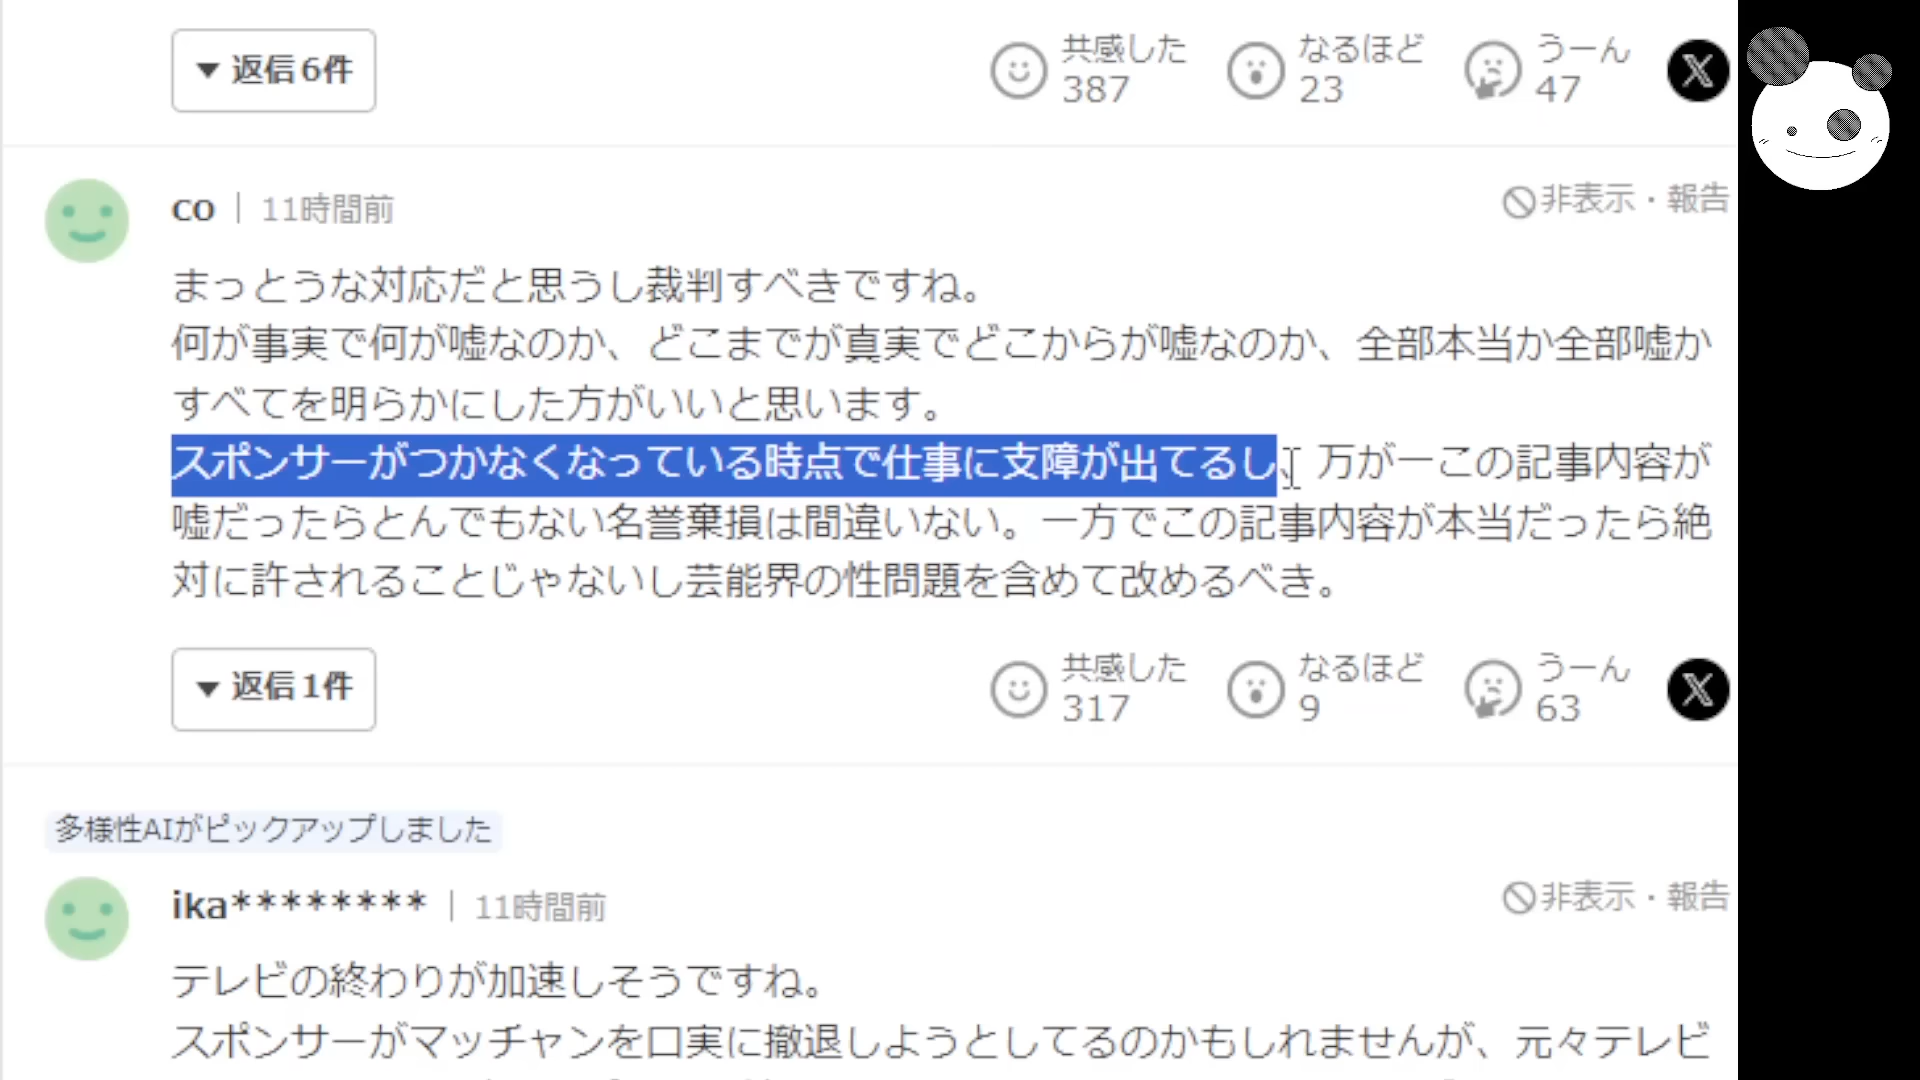 ▼ 返信6件
共感した
387
なるほど
23
うーん
47
co | 11時間前
非表示・報告
まっとうな対応だと思うし裁判すべきですね。
何が事実で何が嘘なのか、どこまでが真実でどこからが嘘なのか、全部本当か全部嘘か
すべてを明らかにした方がいいと思います。
スポンサーがつかなくなっている時点で仕事に支障が出てるし、万が一この記事内容が
嘘だったらとんでもない名誉棄損は間違いない。一方でこの記事内容が本当だったら絶
対に許されることじゃないし芸能界の性問題を含めて改めるべき。
▼ 返信1件
共感した
317
なるほど
9
うーん
63
多様性AIがピックアップしました
ika******** | 11時間前
非表示・報告
テレビの終わりが加速しそうですね。
スポンサーがマッチャンを口実に撤退しようとしてるのかもしれませんが、元々テレビ